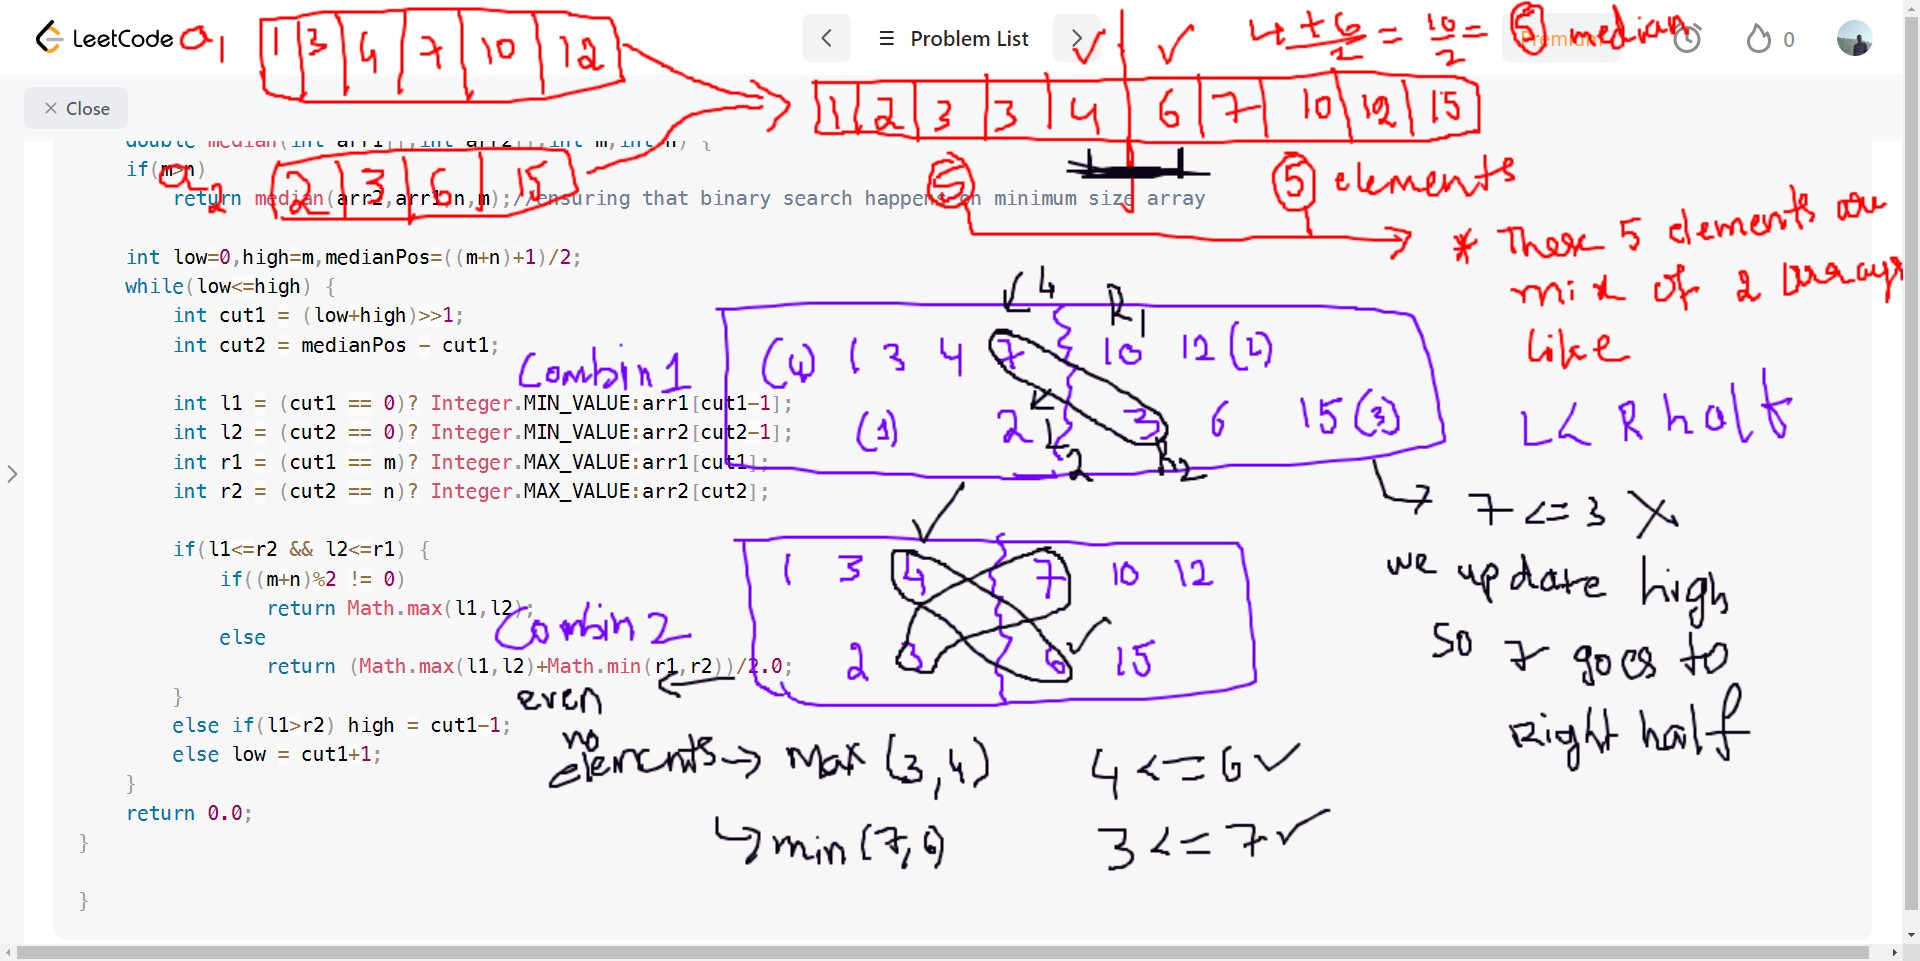 LeetCode
Problem List
Premium
0
a1 1 3 4 7 10 12
4+6/2 = 10/2 = 5 median
× Close
1 2 3 3 4 6 7 10 12 15
a2 2 3 6 15
5 5 elements
* These 5 elements are
mix of 2 arrays
like
L< R half
double median(int arr1[],int arr2[],int m,int n) {
if(m>n)
return median(arr2,arr1,n,m);//ensuring that binary search happens on minimum size array
int low=0,high=m,medianPos=((m+n)+1)/2;
while(low<=high) {
int cut1 = (low+high)>>1;
int cut2 = medianPos - cut1;
int l1 = (cut1 == 0)? Integer.MIN_VALUE:arr1[cut1-1];
int l2 = (cut2 == 0)? Integer.MIN_VALUE:arr2[cut2-1];
int r1 = (cut1 == m)? Integer.MAX_VALUE:arr1[cut1];
int r2 = (cut2 == n)? Integer.MAX_VALUE:arr2[cut2];
if(l1<=r2 && l2<=r1) {
if((m+n)%2 != 0)
return Math.max(l1,l2);
else
return (Math.max(l1,l2)+Math.min(r1,r2))/2.0;
}
else if(l1>r2) high = cut1-1;
else low = cut1+1;
}
return 0.0;
}
}
Combin1
L1 R1
(4) 1 3 4 7 10 12 (2)
(1) 2 3 6 15 (3)
L2 R2
7 <= 3 X
we update high
so 7 goes to
Right half
Combin2
1 3 4 7 10 12
2 3 6 15
even
no
elements → max (3,4)
min (7,6)
4 <= 6 ✓
3 <= 7 ✓